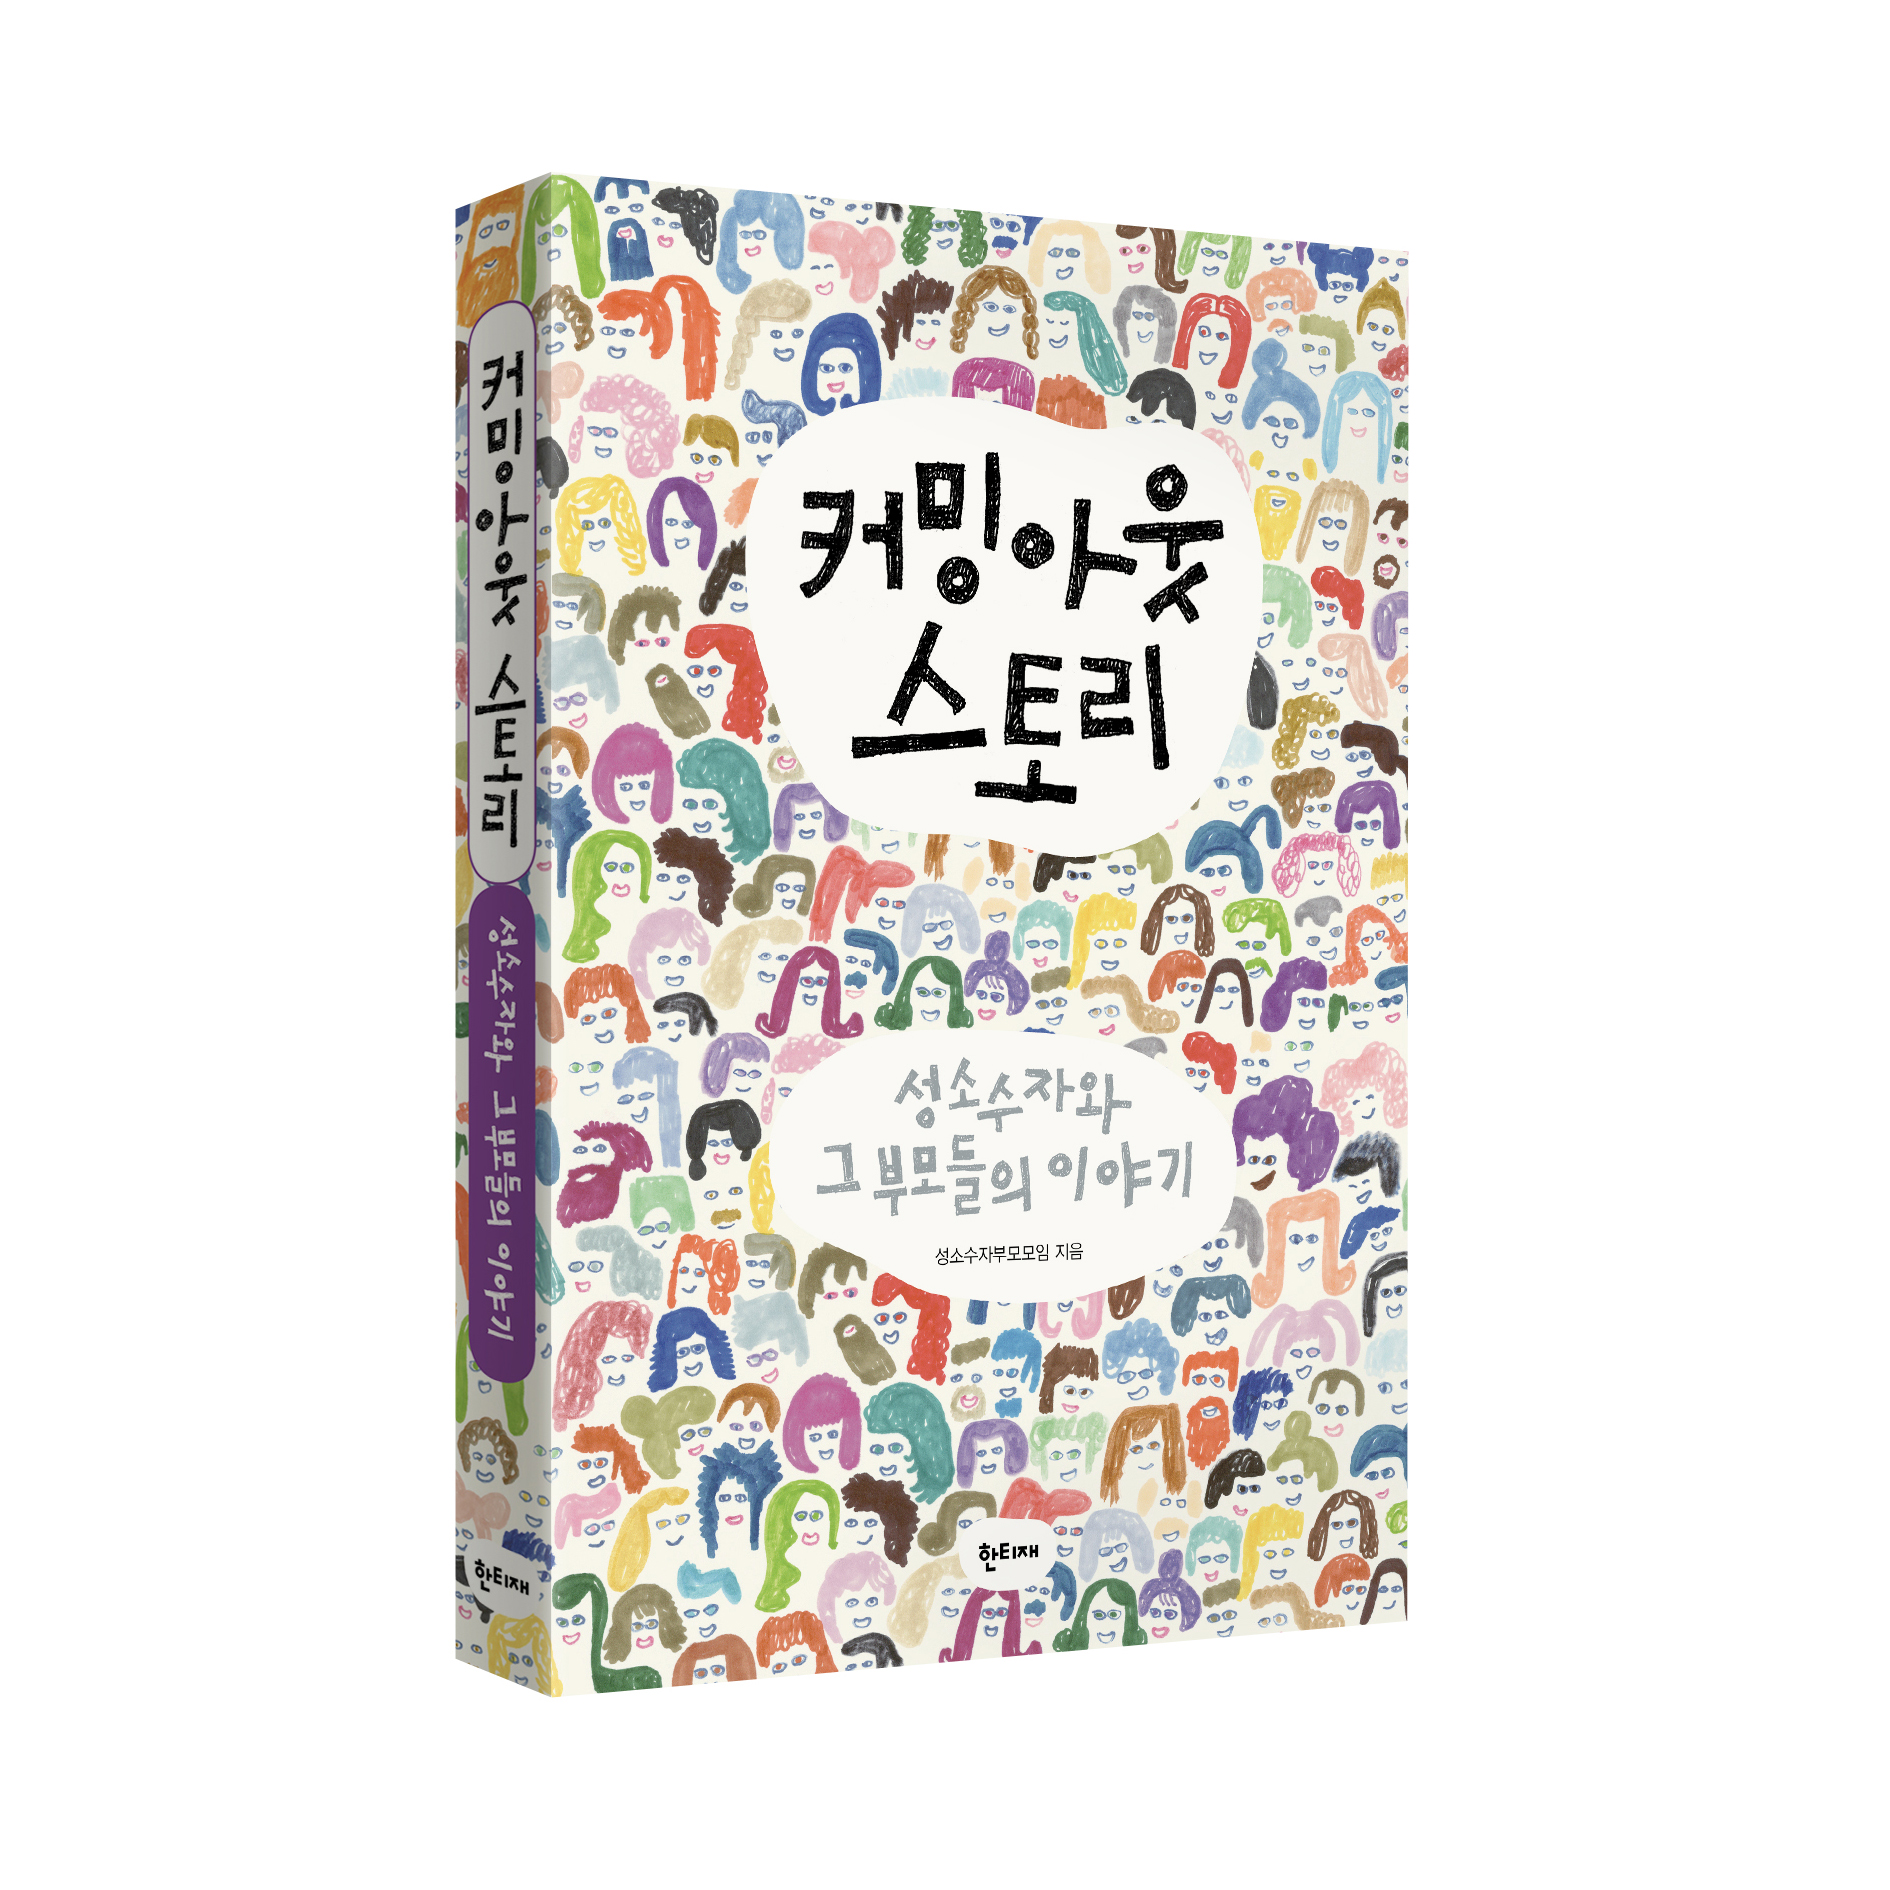 커밍아웃 스토리
성소수자와 그 부모들의 이야기
한티재
커밍아웃
스토리
성소수자와
그 부모들의 이야기
성소수자부모모임 지음
한티재